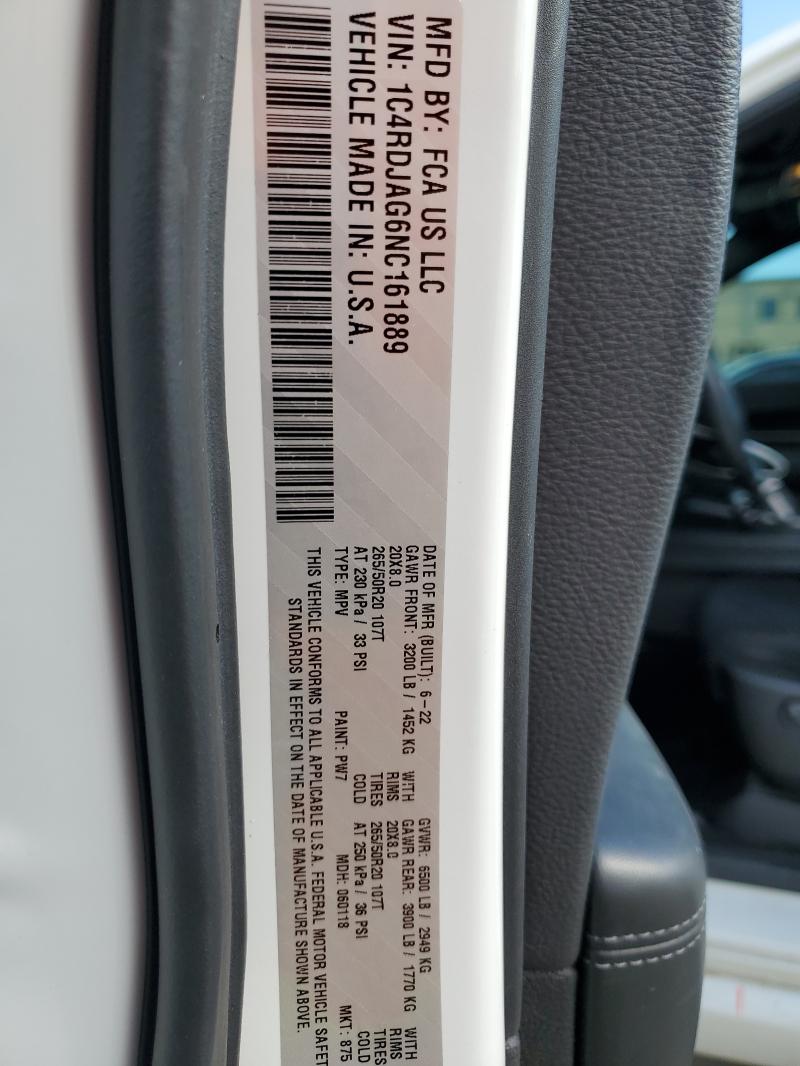 MFD BY: FCA US LLC
VIN: 1C4RDJAG6NC161889
VEHICLE MADE IN: U.S.A.
DATE OF MFR (BUILT): 6-22 GVWR: 6500 LB / 2949 KG
GAWR FRONT: 3200 LB / 1452 KG WITH GAWR REAR: 3900 LB / 1770 KG WITH
20X8.0 RIMS 20X8.0 RIMS
265/50R20 107T TIRES 265/50R20 107T TIRES
AT 230 kPa / 33 PSI COLD AT 250 kPa / 36 PSI COLD
TYPE: MPV PAINT: PW7 MDH: 060118 MKT: 875
THIS VEHICLE CONFORMS TO ALL APPLICABLE U.S.A. FEDERAL MOTOR VEHICLE SAFET
STANDARDS IN EFFECT ON THE DATE OF MANUFACTURE SHOWN ABOVE.